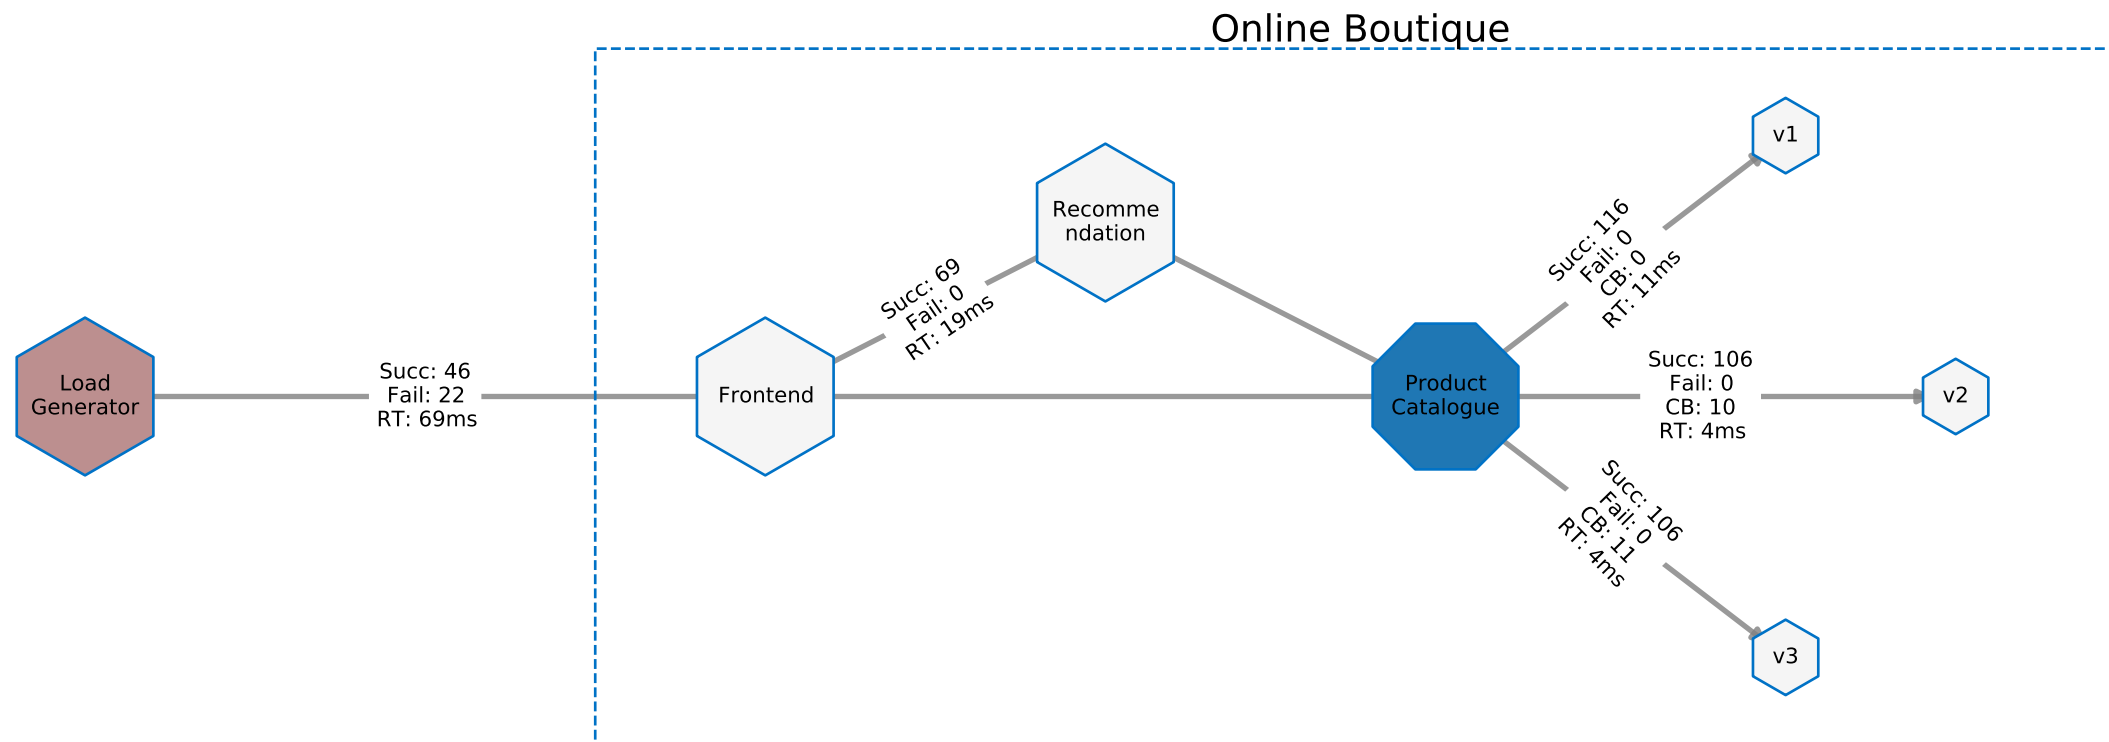 Online Boutique
Load
Generator
Succ: 46
Fail: 22
RT: 69ms
Frontend
Succ: 69
Fail: 0
RT: 19ms
Recomme
ndation
Product
Catalogue
Succ: 116
Fail: 0
CB: 0
RT: 11ms
v1
Succ: 106
Fail: 0
CB: 10
RT: 4ms
v2
Succ: 106
Fail: 0
CB: 11
RT: 4ms
v3